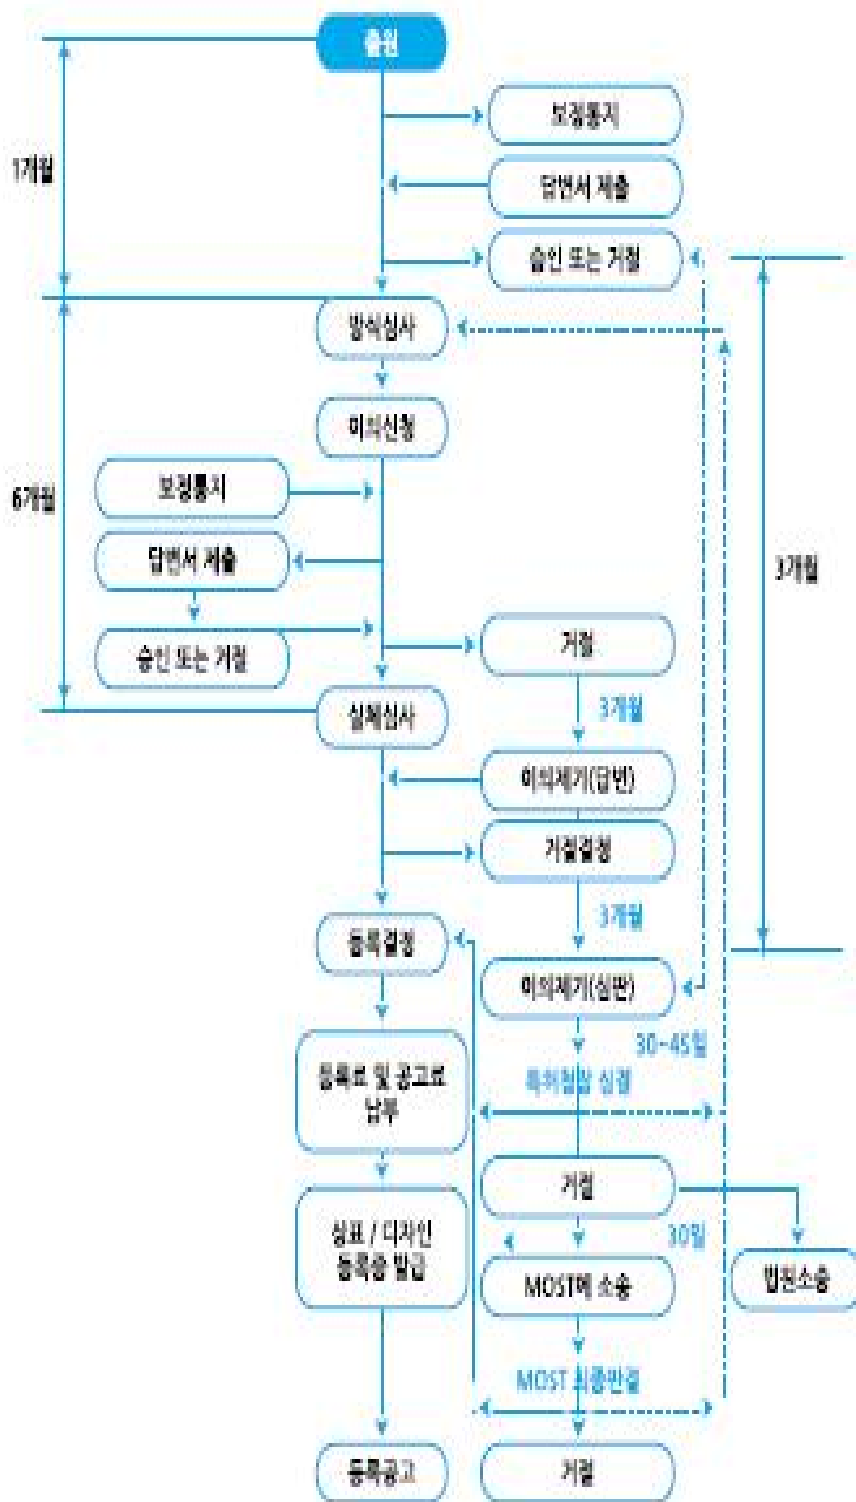 출원
보정통지
1개월
답변서 제출
승인 또는 거절
방식심사
이의신청
보정통지
6개월
답변서 제출
3개월
승인 또는 거절
거절
3개월
실체심사
이의제기(답변)
거절결정
3개월
등록결정
이의제기(심판)
30~45일
등록료 및 공고료
납부
특허청장 심결
거절
30일
상표 / 디자인
등록증 발급
MOST에 소송
법원소송
MOST 최종판결
등록공고
거절